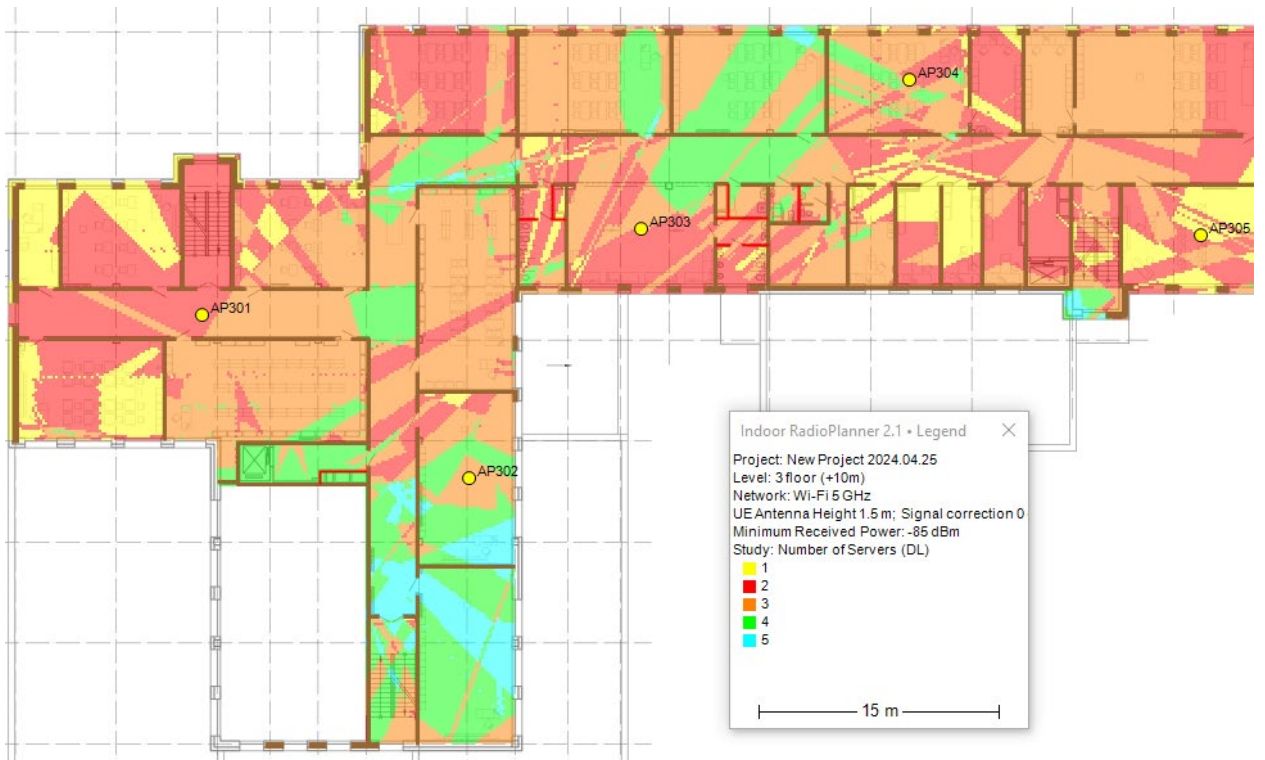 AP304
AP303
AP305
AP301
AP302
Indoor RadioPlanner 2.1 • Legend
Project: New Project 2024.04.25
Level: 3 floor (+10m)
Network: Wi-Fi 5 GHz
UE Antenna Height 1.5 m; Signal correction 0
Minimum Received Power: -85 dBm
Study: Number of Servers (DL)
1
2
3
4
5
15 m